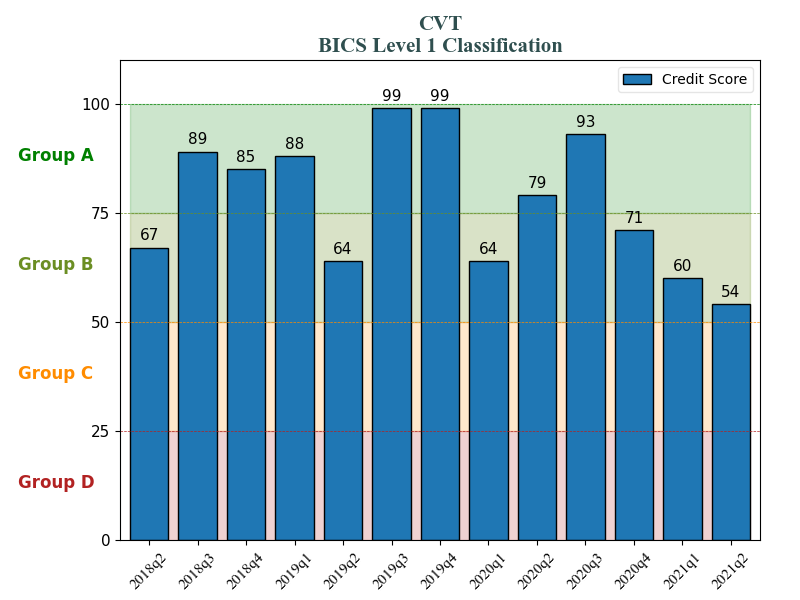 CVT
BICS Level 1 Classification
Credit Score
100
75
50
25
0
Group A
Group B
Group C
Group D
67
89
85
88
64
99
99
64
79
93
71
60
54
2018q2
2018q3
2018q4
2019q1
2019q2
2019q3
2019q4
2020q1
2020q2
2020q3
2020q4
2021q1
2021q2